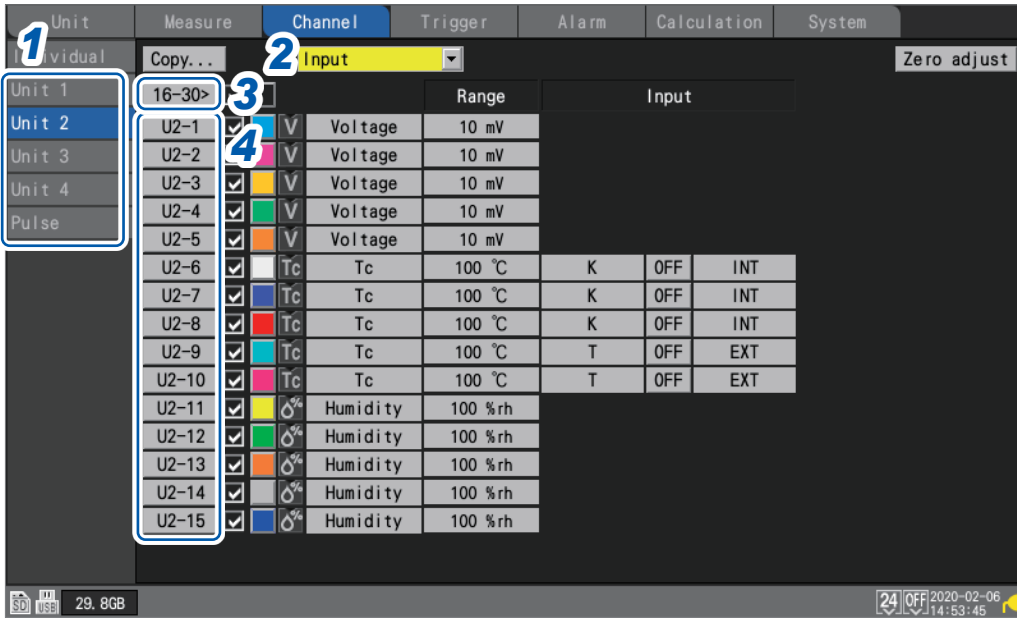 Unit Measure Channel Trigger Alarm Calculation System
1
Individual Copy... 2 Input Zero adjust
Unit 1 16-30> 3 Range Input
Unit 2 U2-1 V Voltage 10 mV
4
U2-2 V Voltage 10 mV
Unit 3
U2-3 V Voltage 10 mV
Unit 4
U2-4 V Voltage 10 mV
Pulse
U2-5 V Voltage 10 mV
U2-6 Tc Tc 100 ℃ K OFF INT
U2-7 Tc Tc 100 ℃ K OFF INT
U2-8 Tc Tc 100 ℃ K OFF INT
U2-9 Tc Tc 100 ℃ T OFF EXT
U2-10 Tc Tc 100 ℃ T OFF EXT
U2-11 % Humidity 100 %rh
U2-12 % Humidity 100 %rh
U2-13 % Humidity 100 %rh
U2-14 % Humidity 100 %rh
U2-15 % Humidity 100 %rh
SD USB 29.8GB 24 OFF 2020-02-06
14:53:45